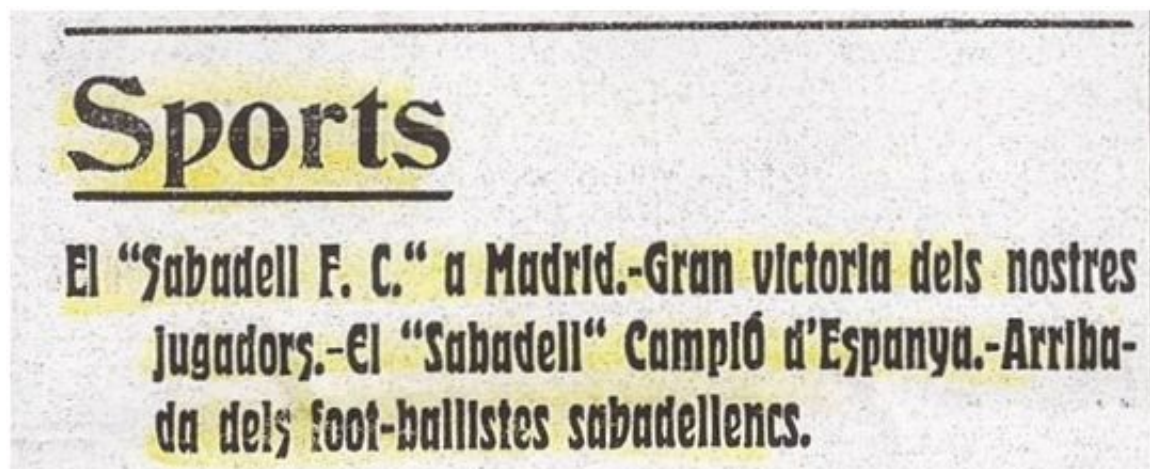 Sports
El “Sabadell F. C.“ a Madrid.-Gran victoria dels nostres
jugadors.-El “Sabadell“ CampiÓ d'Espanya.-Arriba-
da dels foot-ballistes sabadellencs.